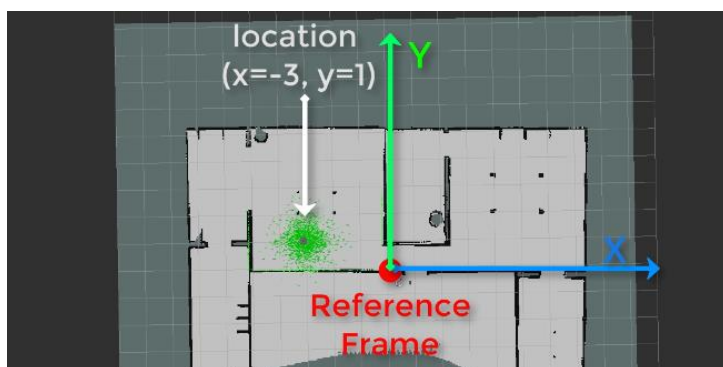 location
(x=-3, y=1)
Y
X
Reference
Frame